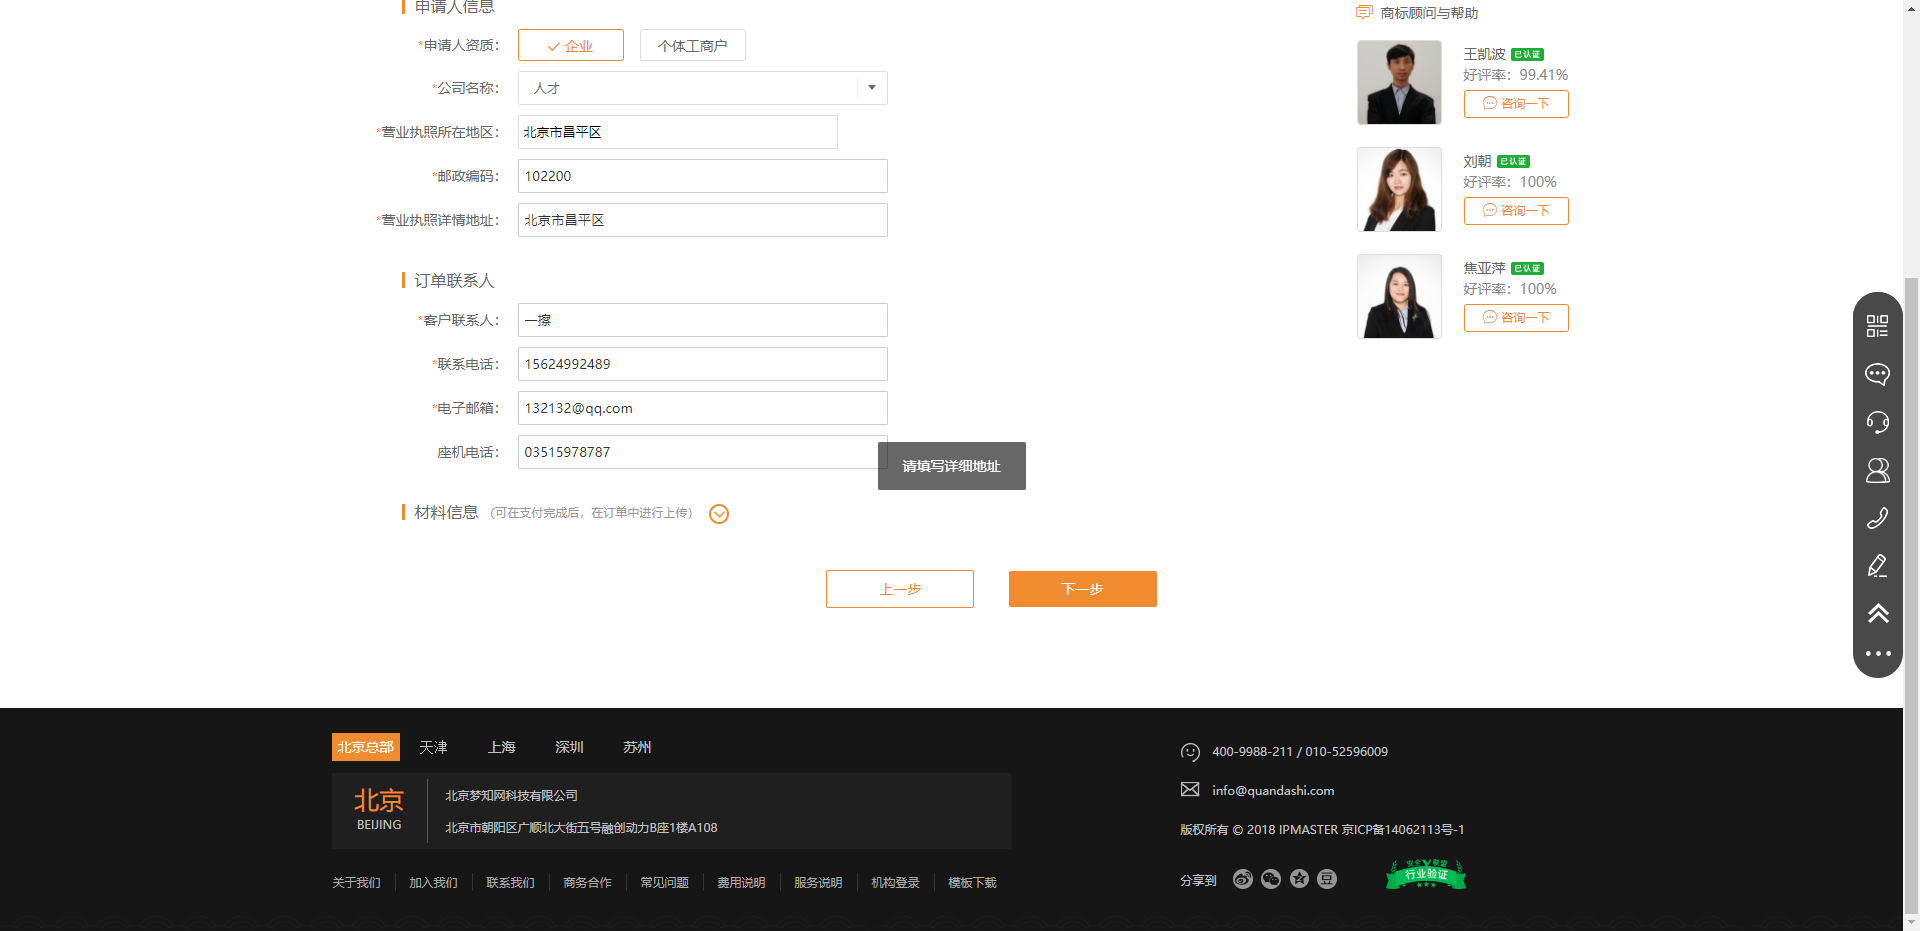 申请人信息
*申请人资质：
企业
个体工商户
*公司名称：
人才
*营业执照所在地区：
北京市昌平区
*邮政编码：
102200
*营业执照详情地址：
北京市昌平区
订单联系人
*客户联系人：
一擦
*联系电话：
15624992489
*电子邮箱：
132132@qq.com
座机电话：
03515978787
请填写详细地址
材料信息 （可在支付完成后，在订单中进行上传）
上一步
下一步
商标顾问与帮助
王凯波 已认证
好评率：99.41%
咨询一下
刘朝 已认证
好评率：100%
咨询一下
焦亚萍 已认证
好评率：100%
咨询一下
北京总部 天津 上海 深圳 苏州
北京
BEIJING
北京梦知网科技有限公司
北京市朝阳区广顺北大街五号融创动力B座1楼A108
关于我们 加入我们 联系我们 商务合作 常见问题 费用说明 服务说明 机构登录 模板下载
400-9988-211 / 010-52596009
info@quandashi.com
版权所有 © 2018 IPMASTER 京ICP备14062113号-1
分享到
豆
安全联盟
行业验证